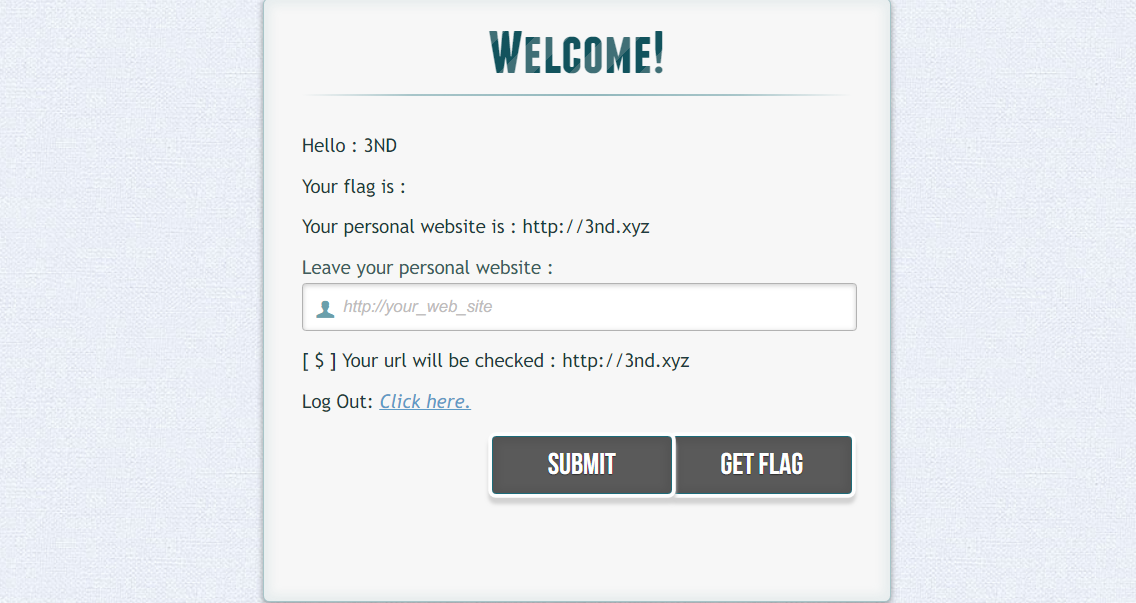 WELCOME!
Hello : 3ND
Your flag is :
Your personal website is : http://3nd.xyz
Leave your personal website :
http://your_web_site
[ $ ] Your url will be checked : http://3nd.xyz
Log Out: Click here.
SUBMIT GET FLAG